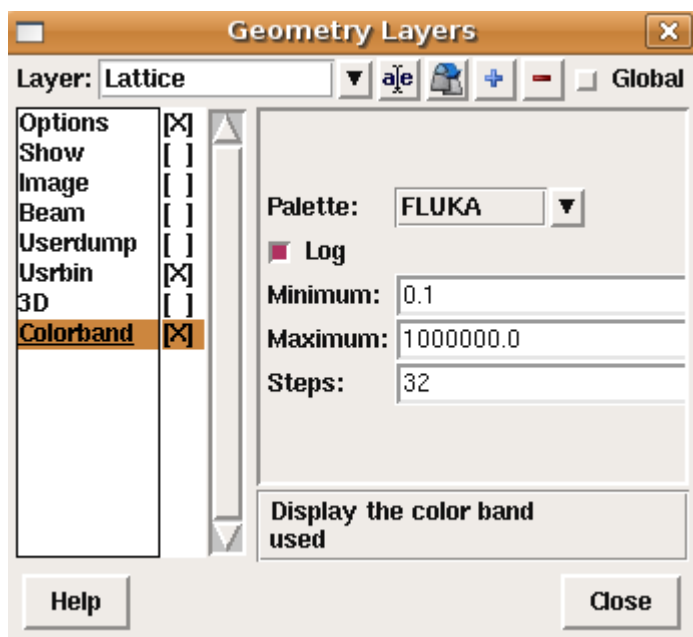 Geometry Layers
Layer: Lattice a e Global
Options [X]
Show [ ]
Image [ ]
Beam [ ]
Userdump [ ]
Usrbin [X]
3D [ ]
Colorband [X]
Palette: FLUKA
Log
Minimum: 0.1
Maximum: 1000000.0
Steps: 32
Display the color band
used
Help Close